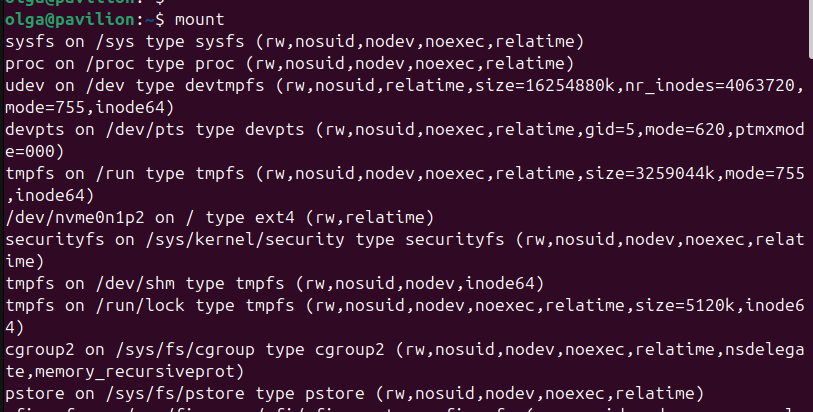 olga@pavilion:~$
olga@pavilion:~$ mount
sysfs on /sys type sysfs (rw,nosuid,nodev,noexec,relatime)
proc on /proc type proc (rw,nosuid,nodev,noexec,relatime)
udev on /dev type devtmpfs (rw,nosuid,relatime,size=16254880k,nr_inodes=4063720,
mode=755,inode64)
devpts on /dev/pts type devpts (rw,nosuid,noexec,relatime,gid=5,mode=620,ptmxmod
e=000)
tmpfs on /run type tmpfs (rw,nosuid,nodev,noexec,relatime,size=3259044k,mode=755
,inode64)
/dev/nvme0n1p2 on / type ext4 (rw,relatime)
securityfs on /sys/kernel/security type securityfs (rw,nosuid,nodev,noexec,relat
ime)
tmpfs on /dev/shm type tmpfs (rw,nosuid,nodev,inode64)
tmpfs on /run/lock type tmpfs (rw,nosuid,nodev,noexec,relatime,size=5120k,inode6
4)
cgroup2 on /sys/fs/cgroup type cgroup2 (rw,nosuid,nodev,noexec,relatime,nsdelega
te,memory_recursiveprot)
pstore on /sys/fs/pstore type pstore (rw,nosuid,nodev,noexec,relatime)